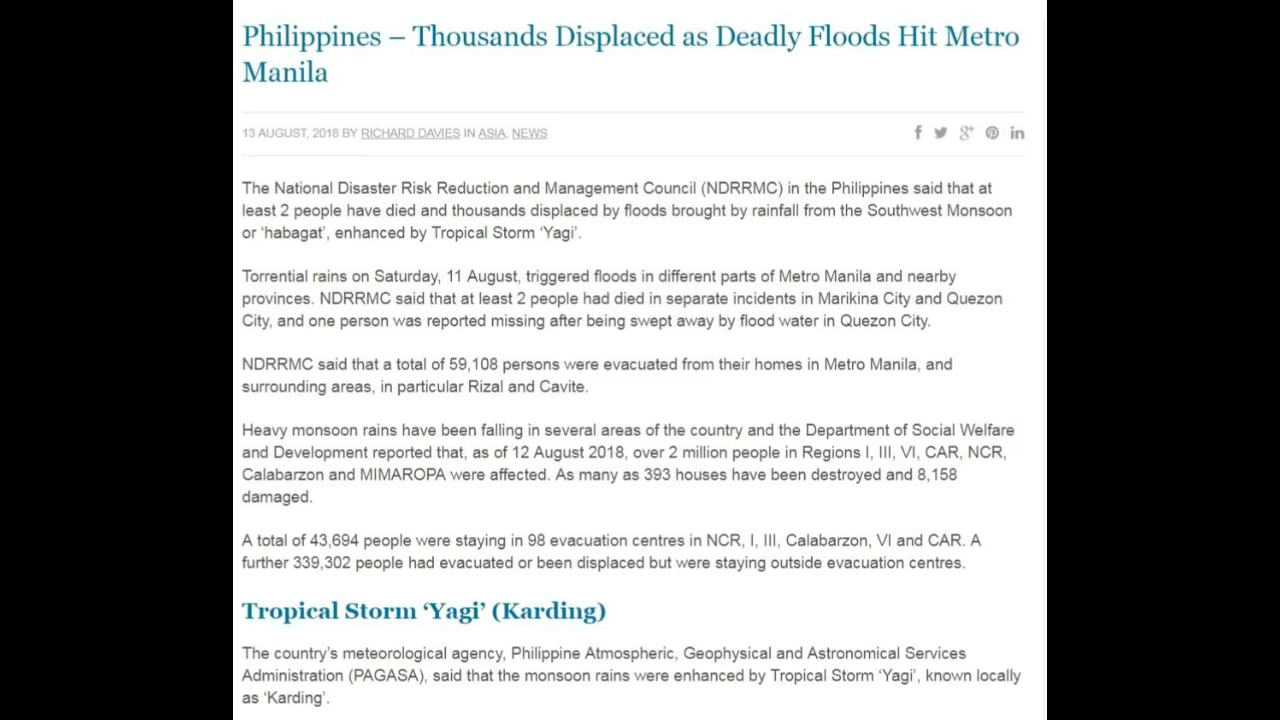 Philippines – Thousands Displaced as Deadly Floods Hit Metro
Manila
13 AUGUST, 2018 BY RICHARD DAVIES IN ASIA, NEWS
The National Disaster Risk Reduction and Management Council (NDRRMC) in the Philippines said that at
least 2 people have died and thousands displaced by floods brought by rainfall from the Southwest Monsoon
or ‘habagat’, enhanced by Tropical Storm ‘Yagi’.
Torrential rains on Saturday, 11 August, triggered floods in different parts of Metro Manila and nearby
provinces. NDRRMC said that at least 2 people had died in separate incidents in Marikina City and Quezon
City, and one person was reported missing after being swept away by flood water in Quezon City.
NDRRMC said that a total of 59,108 persons were evacuated from their homes in Metro Manila, and
surrounding areas, in particular Rizal and Cavite.
Heavy monsoon rains have been falling in several areas of the country and the Department of Social Welfare
and Development reported that, as of 12 August 2018, over 2 million people in Regions I, III, VI, CAR, NCR,
Calabarzon and MIMAROPA were affected. As many as 393 houses have been destroyed and 8,158
damaged.
A total of 43,694 people were staying in 98 evacuation centres in NCR, I, III, Calabarzon, VI and CAR. A
further 339,302 people had evacuated or been displaced but were staying outside evacuation centres.
Tropical Storm ‘Yagi’ (Karding)
The country’s meteorological agency, Philippine Atmospheric, Geophysical and Astronomical Services
Administration (PAGASA), said that the monsoon rains were enhanced by Tropical Storm ‘Yagi’, known locally
as ‘Karding’.